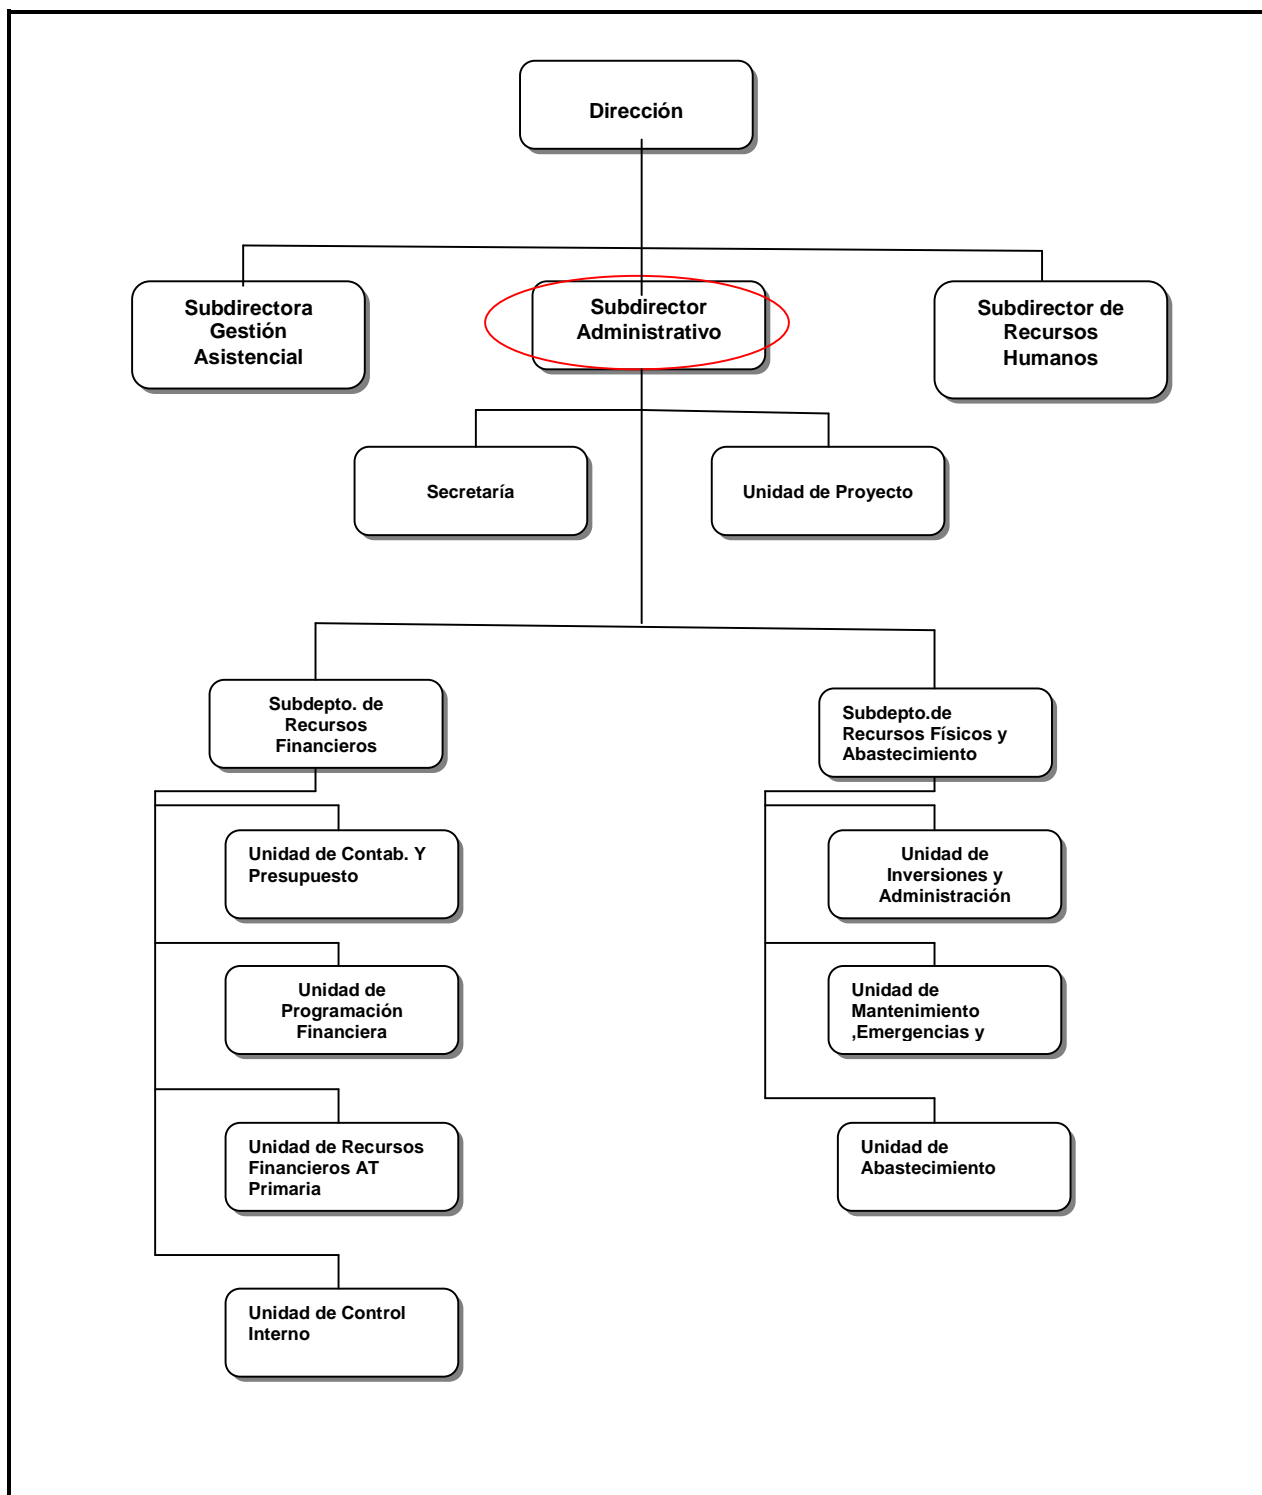 Dirección
Subdirectora
Gestión
Asistencial
Subdirector
Administrativo
Subdirector de
Recursos
Humanos
Secretaría
Unidad de Proyecto
Subdepto. de
Recursos
Financieros
Subdepto.de
Recursos Físicos y
Abastecimiento
Unidad de Contab. Y
Presupuesto
Unidad de
Inversiones y
Administración
Unidad de
Programación
Financiera
Unidad de
Mantenimiento
,Emergencias y
Unidad de Recursos
Financieros AT
Primaria
Unidad de
Abastecimiento
Unidad de Control
Interno